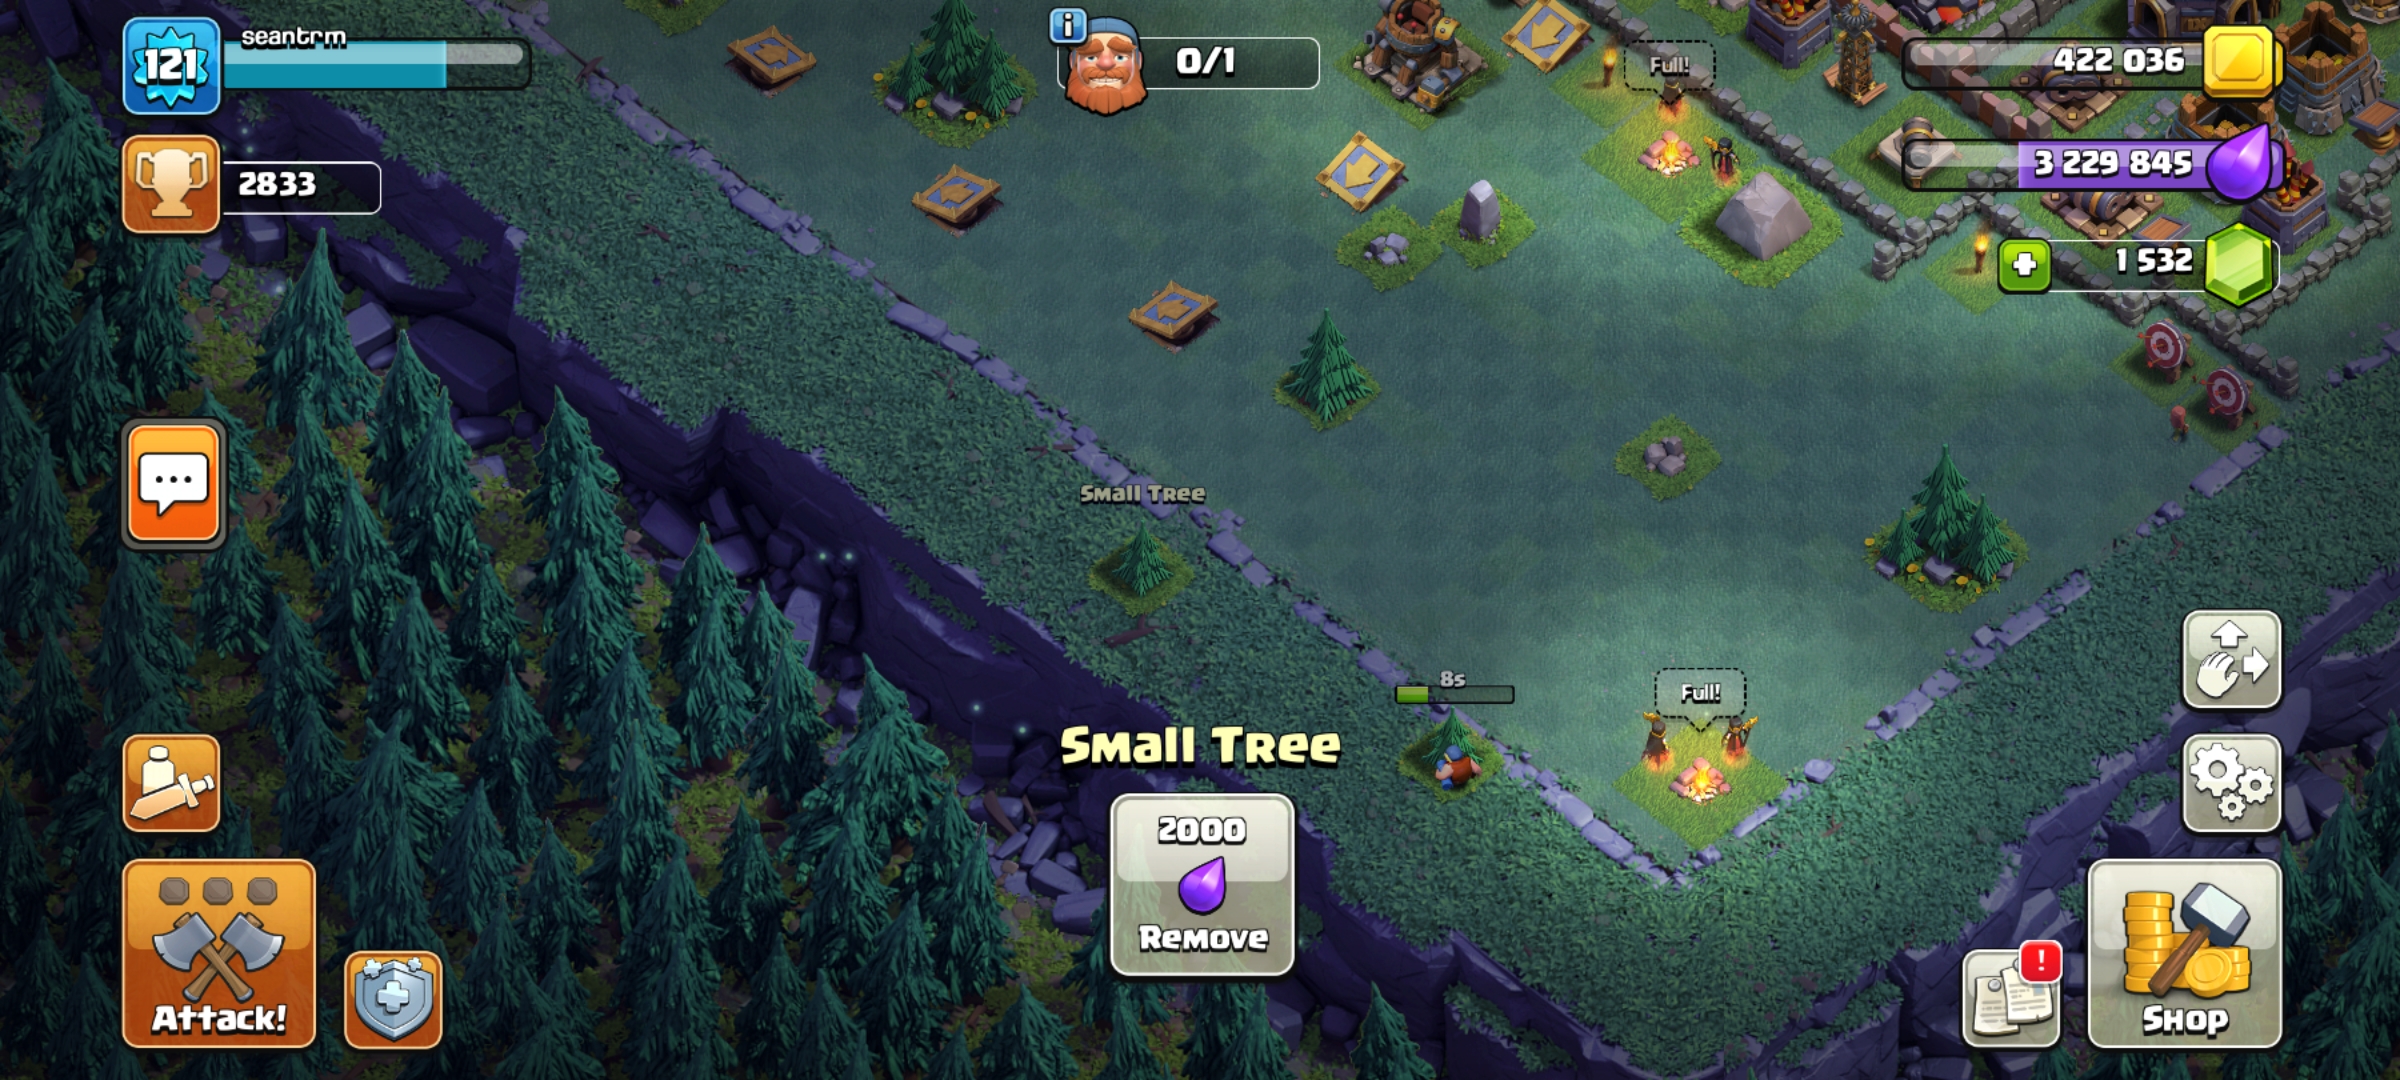 seantrm
121
i
0/1
Full!
422 036
3 229 845
2833
+
1 532
Small Tree
8s
Full!
Small Tree
2000
Remove
Attack!
!
Shop